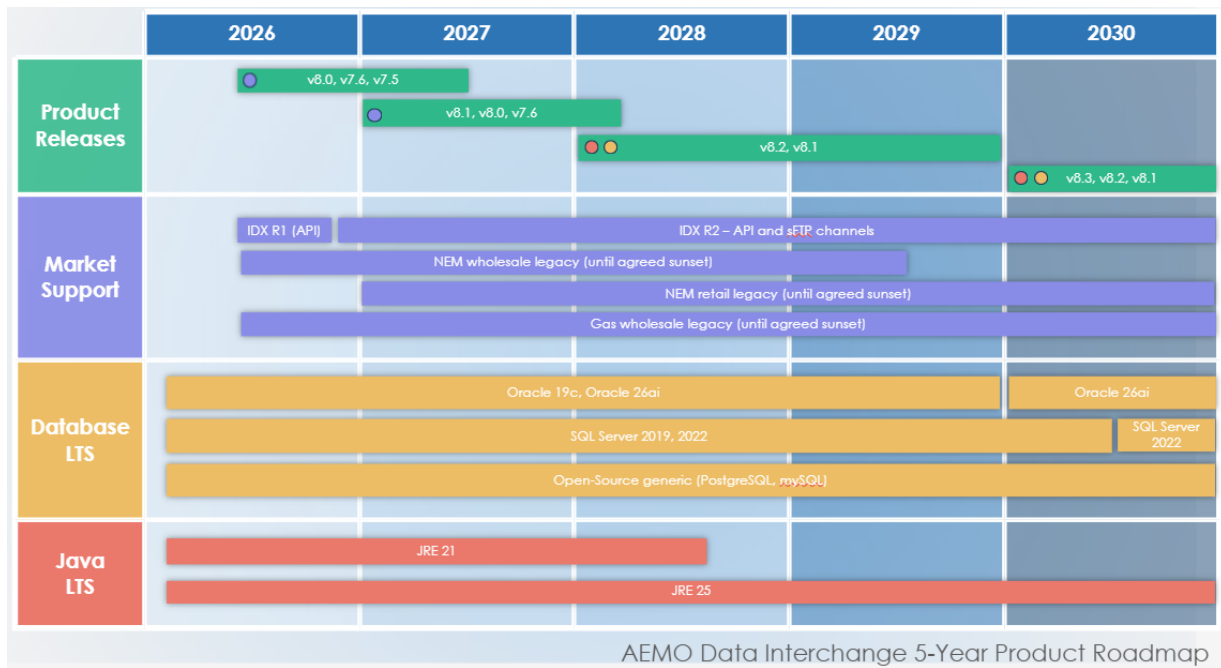 2026 2027 2028 2029 2030
Product
Releases
v8.0, v7.6, v7.5
v8.1, v8.0, v7.6
v8.2, v8.1
v8.3, v8.2, v8.1
Market
Support
IDX R1 (API)
IDX R2 – API and sFTP channels
NEM wholesale legacy (until agreed sunset)
NEM retail legacy (until agreed sunset)
Gas wholesale legacy (until agreed sunset)
Database
LTS
Oracle 19c, Oracle 26ai
Oracle 26ai
SQL Server 2019, 2022
SQL Server
2022
Open-Source generic (PostgreSQL, mySQL)
Java
LTS
JRE 21
JRE 25
AEMO Data Interchange 5-Year Product Roadmap